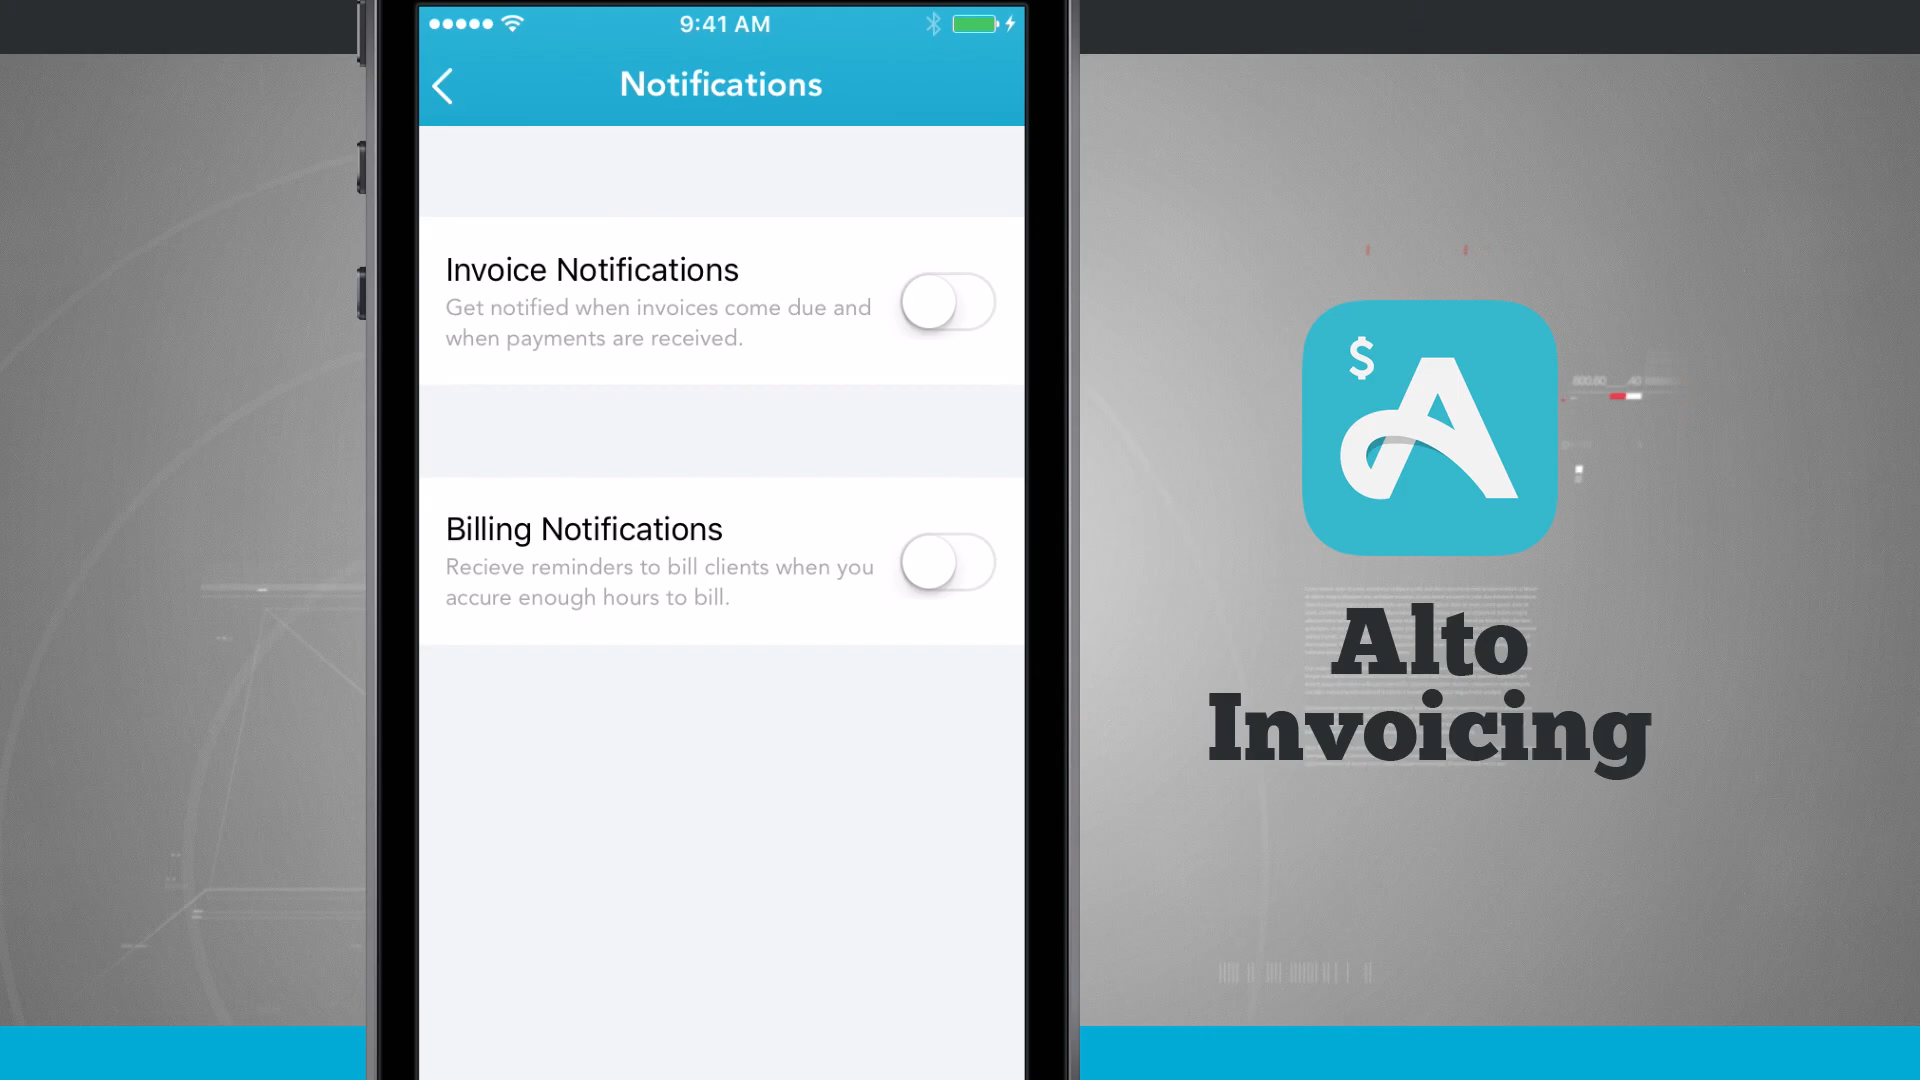 9:41 AM
Notifications
Invoice Notifications
Get notified when invoices come due and
when payments are received.
Billing Notifications
Recieve reminders to bill clients when you
accure enough hours to bill.
$
A
Alto
Invoicing